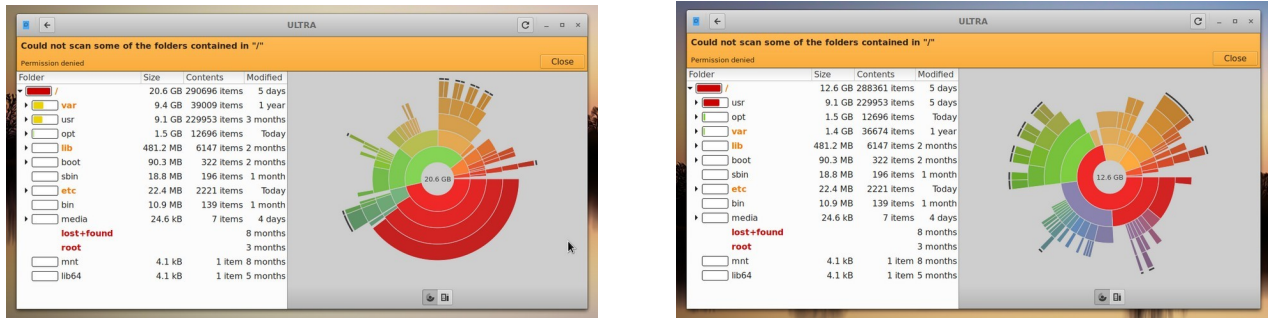 ULTRA
Could not scan some of the folders contained in "/"
Permission denied
Close
Folder Size Contents Modified
/ 20.6 GB 290696 items 5 days
var 9.4 GB 39009 items 1 year
usr 9.1 GB 229953 items 3 months
opt 1.5 GB 12696 items Today
lib 481.2 MB 6147 items 2 months
boot 90.3 MB 322 items 2 months
sbin 18.8 MB 196 items 1 month
etc 22.4 MB 2221 items Today
bin 10.9 MB 139 items 1 month
media 24.6 kB 7 items 4 days
lost+found 8 months
root 3 months
mnt 4.1 kB 1 item 8 months
lib64 4.1 kB 1 item 5 months
20.6 GB
ULTRA
Could not scan some of the folders contained in "/"
Permission denied
Close
Folder Size Contents Modified
/ 12.6 GB 288361 items 5 days
usr 9.1 GB 229953 items 5 days
opt 1.5 GB 12696 items Today
var 1.4 GB 36674 items 1 year
lib 481.2 MB 6147 items 2 months
boot 90.3 MB 322 items 2 months
sbin 18.8 MB 196 items 1 month
etc 22.4 MB 2221 items Today
bin 10.9 MB 139 items 1 month
media 24.6 kB 7 items 4 days
lost+found 8 months
root 3 months
mnt 4.1 kB 1 item 8 months
lib64 4.1 kB 1 item 5 months
12.6 GB